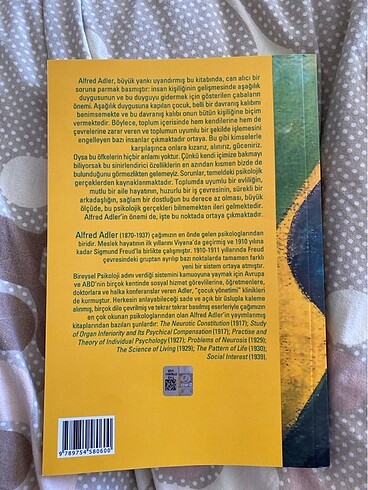 Alfred Adler, büyük yankı uyandırmış bu kitabında, can alıcı bir
soruna parmak basmıştır: insan kişiliğinin gelişmesinde aşağılık
duygusunun ve bu duyguyu gidermek için gösterilen çabaların
önemi. Aşağılık duygusuna kapılan çocuk, belli bir davranış kalıbını
benimsemekte ve bu davranış kalıbı onun bütün kişiliğine biçim
vermektedir. Böylece, toplum içerisinde hem kendilerine hem de
çevrelerine zarar veren ve toplumun uyumlu bir şekilde işlemesini
engelleyen bazı insanlar çıkmaktadır ortaya. Bu gibi kimselerle
karşılaşınca onlara kızarız, alınırız, güceniriz.
Oysa bu öfkelerin hiçbir anlamı yoktur. Çünkü kendi içimize bakmayı
biliyorsak bu sinirlendirici özelliklerin en azından kısmen bizde de
bulunduğunu görmezlikten gelemeyiz. Sorunlar, temeldeki psikolojik
gerçeklerden kaynaklanmaktadır. Toplumda uyumlu bir evliliğin,
mutlu bir aile hayatının, huzurlu bir iş çevresinin, sürekli bir
arkadaşlığın, sağlam bir dostluğun bu derece az olması, büyük
ölçüde, bu psikolojik gerçekleri bilmemekten ileri gelmektedir.
Alfred Adler'in önemi de, işte bu noktada ortaya çıkmaktadır.
Alfred Adler (1870-1937) çağımızın en önde gelen psikologlarından
biridir. Meslek hayatının ilk yıllarını Viyana'da geçirmiş ve 1910 yılına
kadar Sigmund Freud'la birlikte çalışmıştır. 1910-1911 yıllarında Freud
çevresindeki gruptan ayrılıp bazı noktalarda tamamen farklı
yeni bir sistem ortaya atmıştır.
Bireysel Psikoloji adını verdiği sistemini kamuoyuna yaymak için Avrupa
ve ABD'nin birçok kentinde sosyal hizmet görevlilerine, öğretmenlere,
doktorlara ve halka konferanslar veren Adler, "çocuk yönetimi" klinikleri
de kurmuştur. Herkesin anlayabileceği sade ve açık bir üslupla kaleme
alınmış, birçok dile çevrilmiş ve tekrar tekrar basılmış eserleriyle çağımızın
en çok okunan psikologlarından olan Alfred Adler'in yayımlanmış
kitaplarından bazıları şunlardır: The Neurotic Constitution (1917); Study
of Organ Inferiority and Its Psychical Compensation (1917); Practise and
Theory of Individual Psychology (1927); Problems of Neurosis (1929);
The Science of Living (1929); The Pattern of Life (1930);
Social Interest (1939).
9 789754 580600